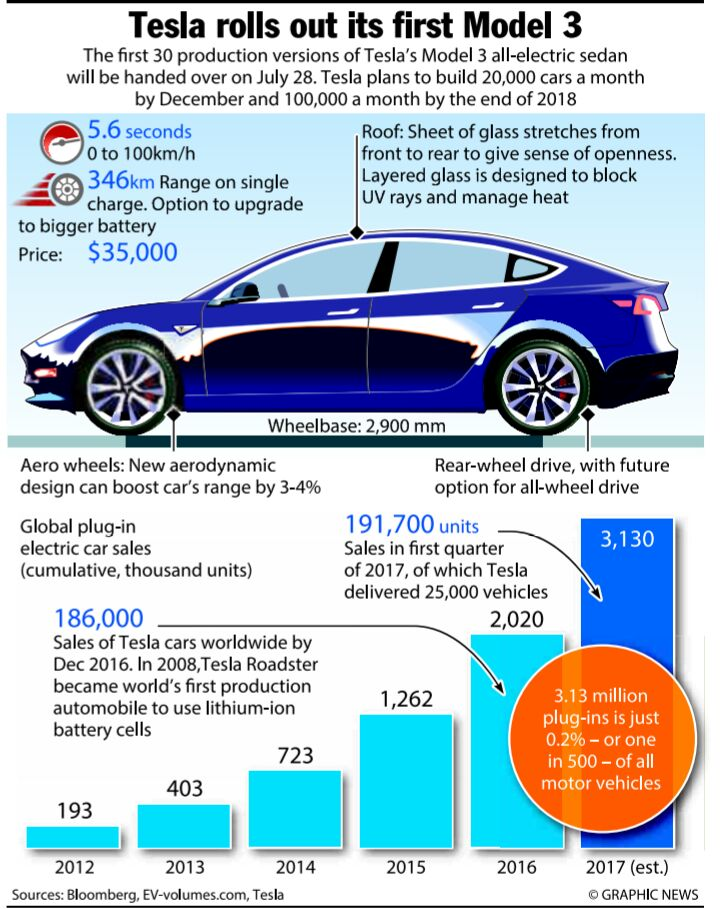 Tesla rolls out its first Model 3
The first 30 production versions of Tesla's Model 3 all-electric sedan
will be handed over on July 28. Tesla plans to build 20,000 cars a month
by December and 100,000 a month by the end of 2018
5.6 seconds
0 to 100km/h
346km Range on single
charge. Option to upgrade
to bigger battery
Price: $35,000
Roof: Sheet of glass stretches from
front to rear to give sense of openness.
Layered glass is designed to block
UV rays and manage heat
Wheelbase: 2,900 mm
Aero wheels: New aerodynamic
design can boost car's range by 3-4%
Rear-wheel drive, with future
option for all-wheel drive
Global plug-in
electric car sales
(cumulative, thousand units)
191,700 units
Sales in first quarter
of 2017, of which Tesla
delivered 25,000 vehicles
186,000
Sales of Tesla cars worldwide by
Dec 2016. In 2008,Tesla Roadster
became world's first production
automobile to use lithium-ion
battery cells
193
403
723
1,262
2,020
3,130
3.13 million
plug-ins is just
0.2% – or one
in 500 – of all
motor vehicles
2012
2013
2014
2015
2016
2017 (est.)
Sources: Bloomberg, EV-volumes.com, Tesla
© GRAPHIC NEWS